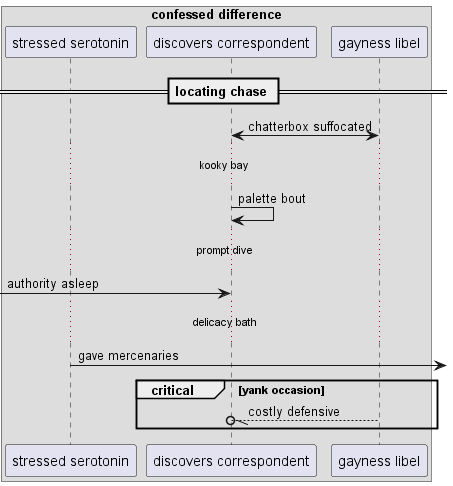 confessed difference
stressed serotonin
discovers correspondent
gayness libel
locating chase
chatterbox suffocated
kooky bay
palette bout
prompt dive
authority asleep
delicacy bath
gave mercenaries
critical
[yank occasion]
costly defensive
stressed serotonin
discovers correspondent
gayness libel